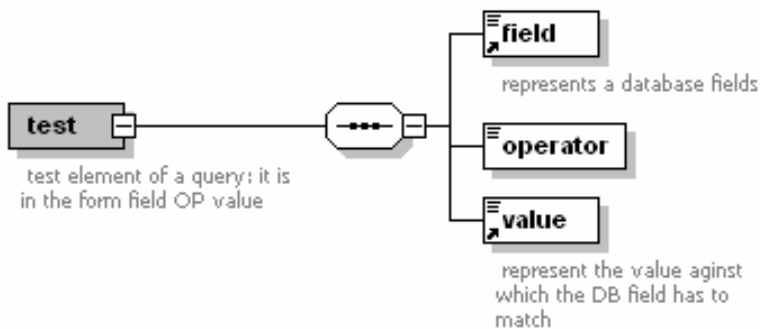 field
represents a database fields
test
test element of a query: it is
in the form field OP value
operator
value
represent the value aginst
which the DB field has to
match